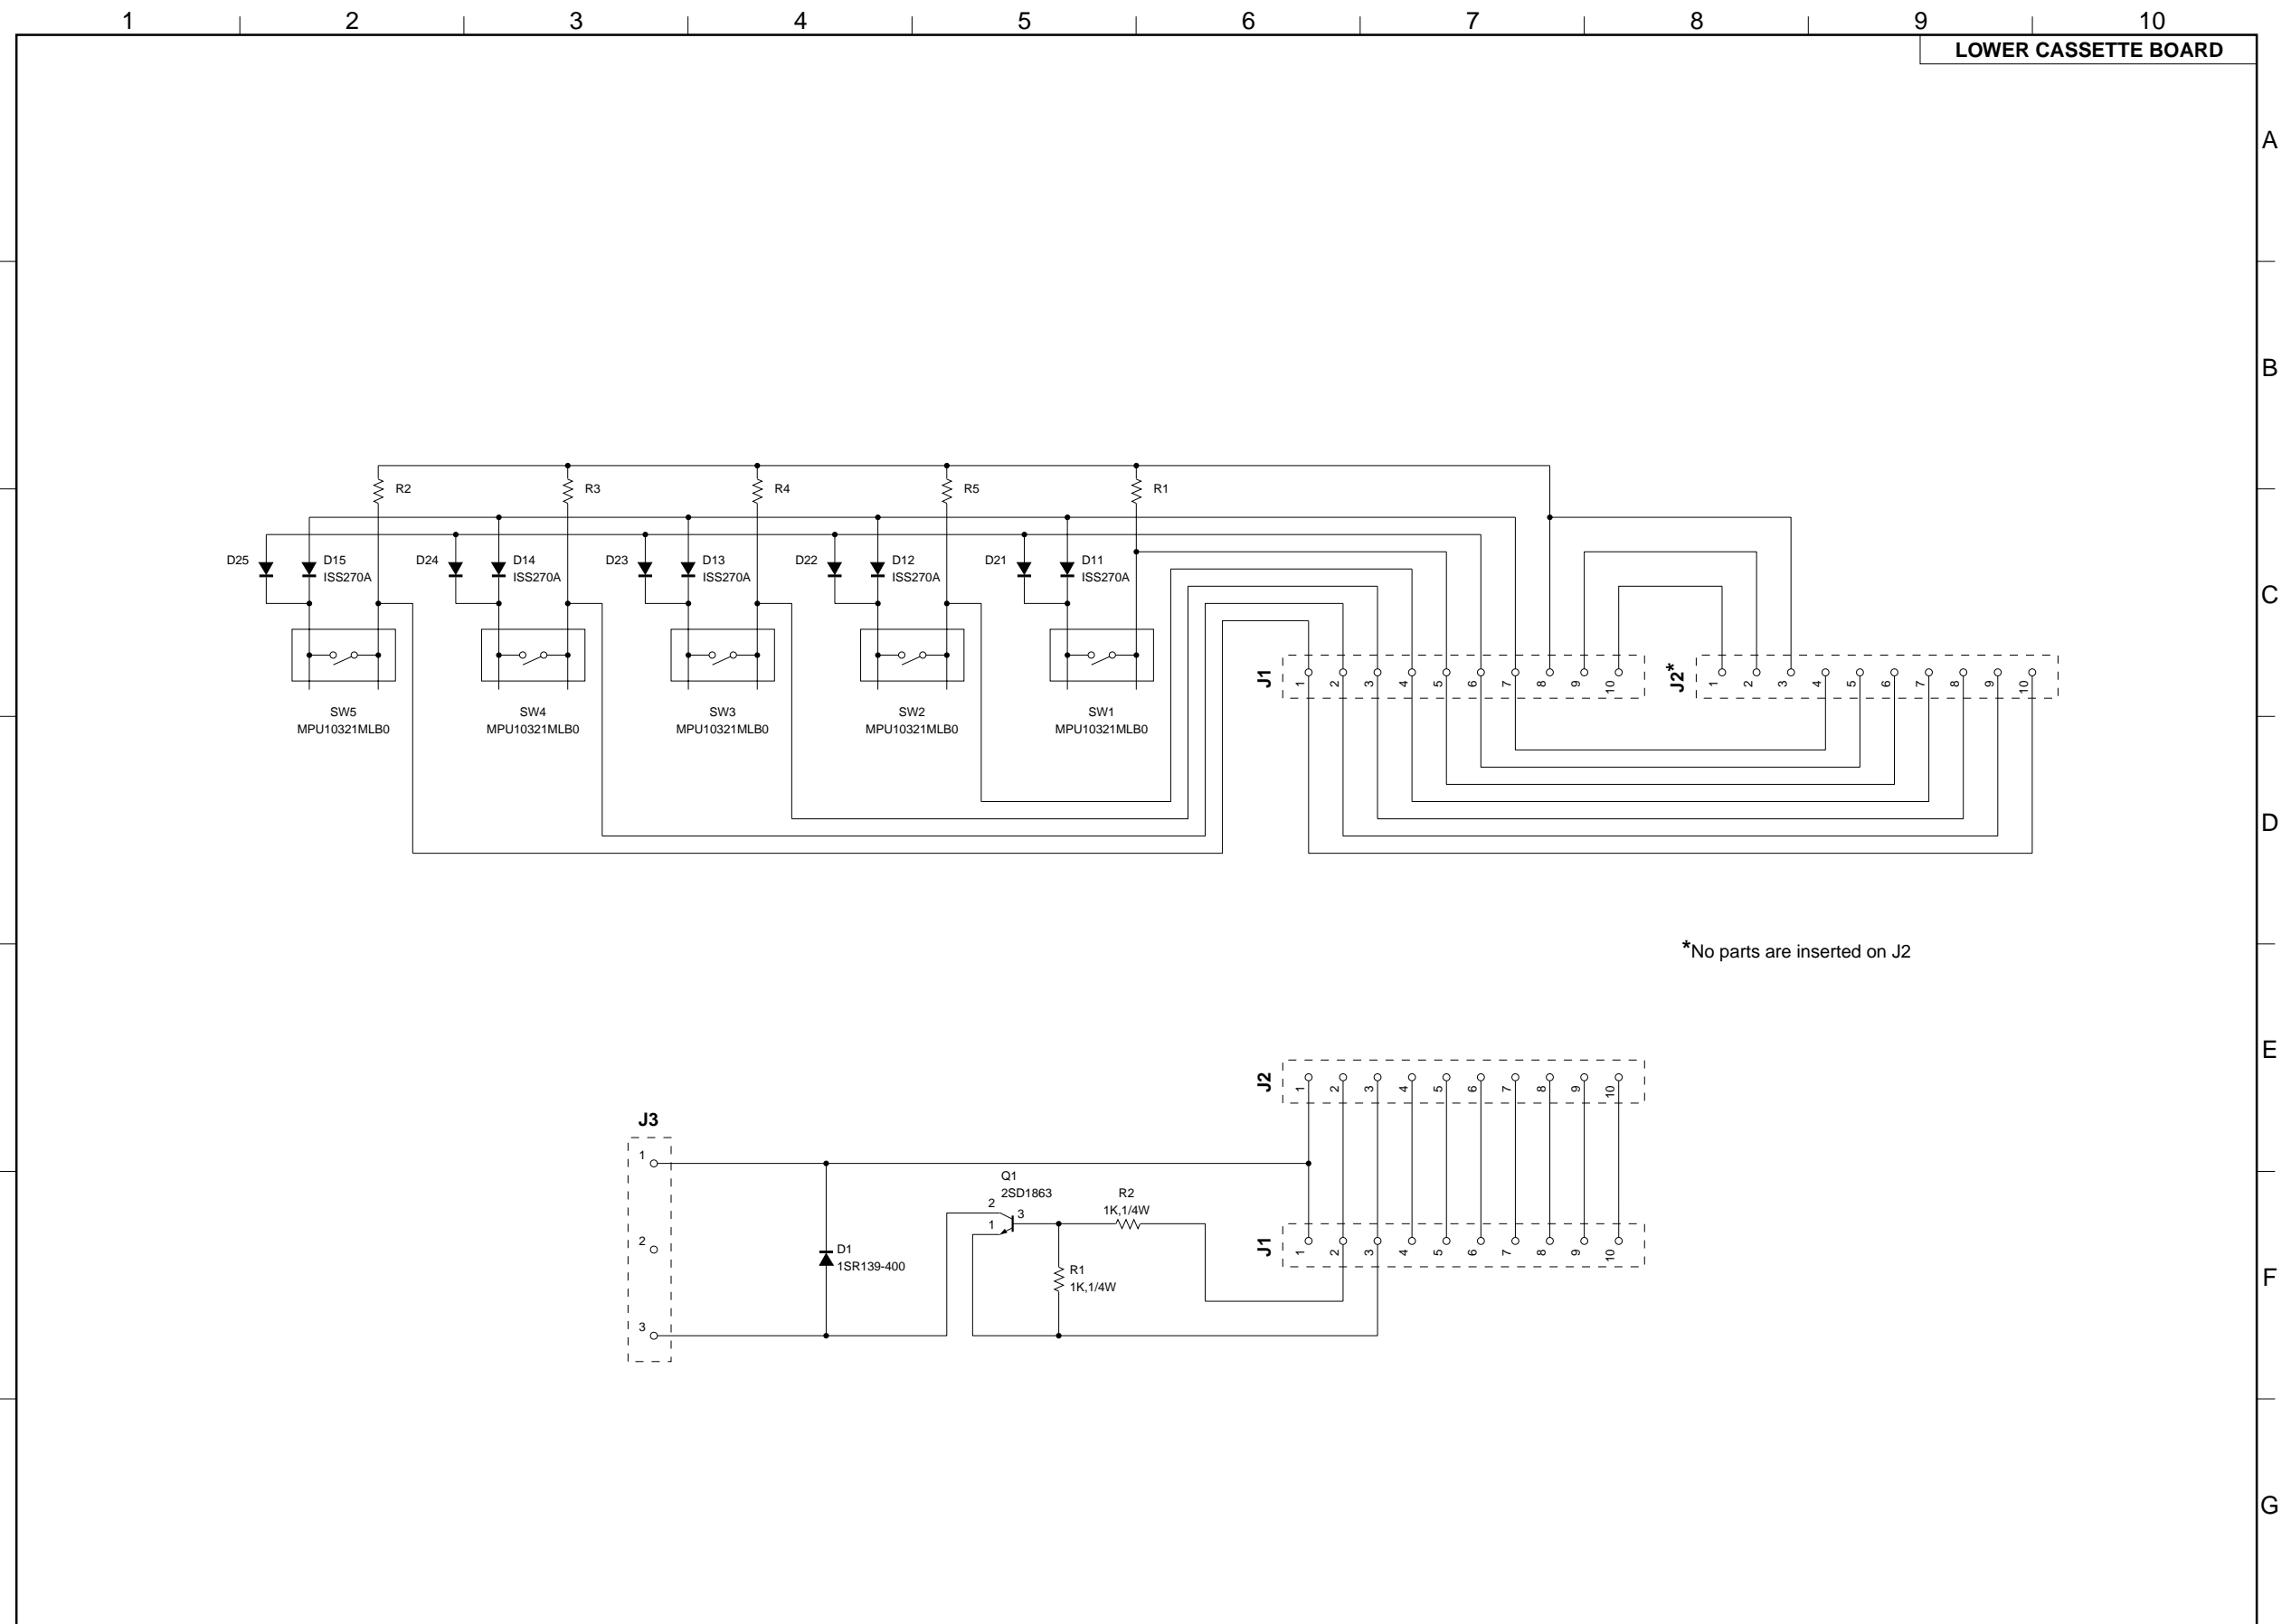 1 2 3 4 5 6 7 8 9 10
LOWER CASSETTE BOARD
A
B
R2 R3 R4 R5 R1
D25 D15 D24 D14 D23 D13 D22 D12 D21 D11
ISS270A ISS270A ISS270A ISS270A ISS270A
C
J1 1 2 3 4 5 6 7 8 9 10
J2* 1 2 3 4 5 6 7 8 9 10
SW5 SW4 SW3 SW2 SW1
MPU10321MLB0 MPU10321MLB0 MPU10321MLB0 MPU10321MLB0 MPU10321MLB0
D
*No parts are inserted on J2
E
J2 1 2 3 4 5 6 7 8 9 10
J3
1
2
3
Q1
2SD1863
2
3
1
R2
1K,1/4W
D1
1SR139-400
R1
1K,1/4W
J1 1 2 3 4 5 6 7 8 9 10
F
G